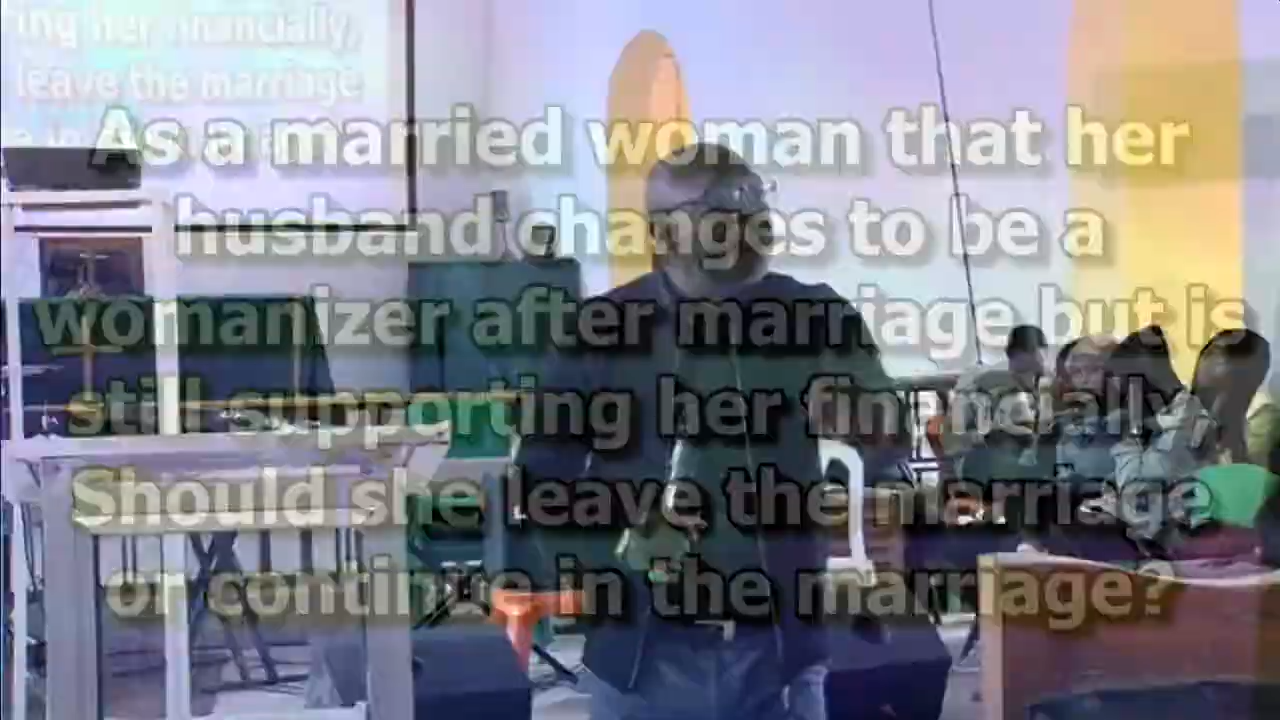 ing her financially,
leave the marriage
As a married woman that her
husband changes to be a
womanizer after marriage but is
still supporting her financially,
Should she leave the marriage
or continue in the marriage?